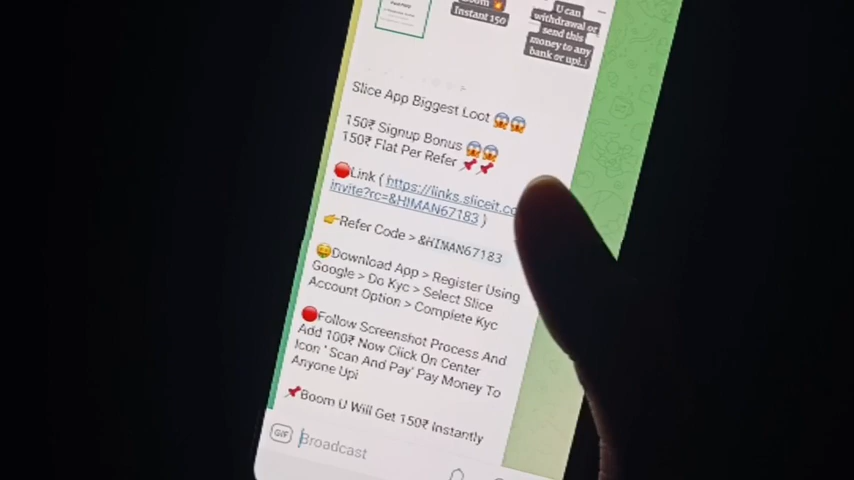 Instant 150
U can
withdrawal or
send this
money to any
bank or upi..!
Slice App Biggest Loot 😱😱
150₹ Signup Bonus 😱😱
150₹ Flat Per Refer 📌📌
🔴Link ( https://links.sliceit.co
invite?rc=&HIMAN67183 )
👉Refer Code > &HIMAN67183
🤑Download App > Register Using
Google > Do Kyc > Select Slice
Account Option > Complete Kyc
🔴Follow Screenshot Process And
Add 100₹ Now Click On Center
Icon ' Scan And Pay' Pay Money To
Anyone Upi
📌Boom U Will Get 150₹ Instantly
GIF
Broadcast